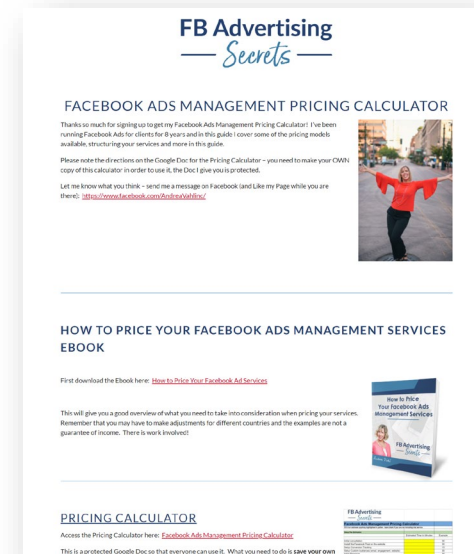 FB Advertising
Secrets
FACEBOOK ADS MANAGEMENT PRICING CALCULATOR
Thanks so much for signing up to get my Facebook Ads Management Pricing Calculator! I've been
running Facebook Ads for clients for 8 years and in this guide I cover some of the pricing models
available, structuring your services and more in this guide.
Please note the directions on the Google Doc for the Pricing Calculator – you need to make your OWN
copy of this calculator in order to use it, the Doc I give you is protected.
Let me know what you think – send me a message on Facebook (and Like my Page while you are
there): https://www.facebook.com/AndreaVahlInc/
HOW TO PRICE YOUR FACEBOOK ADS MANAGEMENT SERVICES
EBOOK
First download the Ebook here: How to Price Your Facebook Ad Services
This will give you a good overview of what you need to take into consideration when pricing your services.
Remember that you may have to make adjustments for different countries and the examples are not a
guarantee of income. There is work involved!
How to Price
Your Facebook Ads
Management Services
FB Advertising
Secrets
PRICING CALCULATOR
Access the Pricing Calculator here: Facebook Ads Management Pricing Calculator
This is a protected Google Doc so that everyone can use it. What you need to do is save your own
FB Advertising
Secrets
Facebook Ads Management Pricing Calculator